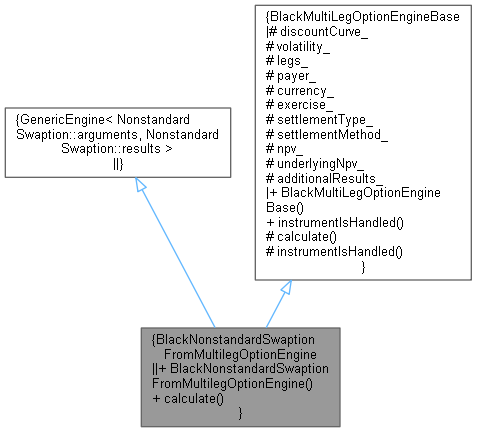 {BlackMultiLegOptionEngineBase
|# discountCurve_
# volatility_
# legs_
# payer_
# currency_
# exercise_
# settlementType_
# settlementMethod_
# npv_
# underlyingNpv_
# additionalResults_
|+ BlackMultiLegOptionEngine
Base()
+ instrumentIsHandled()
# calculate()
# instrumentIsHandled()
}
{GenericEngine< Nonstandard
Swaption::arguments, Nonstandard
Swaption::results >
||}
{BlackNonstandardSwaption
FromMultilegOptionEngine
||+ BlackNonstandardSwaption
FromMultilegOptionEngine()
+ calculate()
}